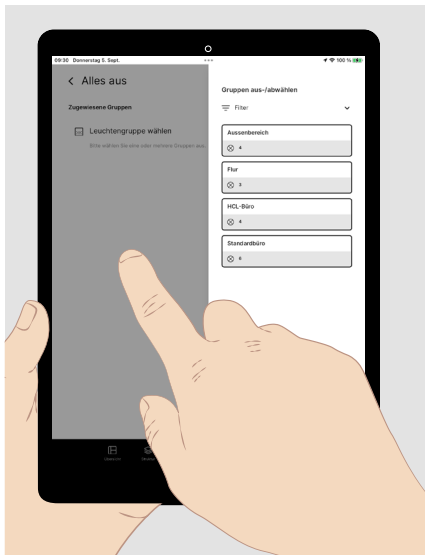 09:30 Donnerstag 5. Sept.
100 %
Alles aus
Zugewiesene Gruppen
Leuchtengruppe wählen
Bitte wählen Sie eine oder mehrere Gruppen aus.
Gruppen aus-/abwählen
Filter
Aussenbereich
4
Flur
3
HCL-Büro
4
Standardbüro
6